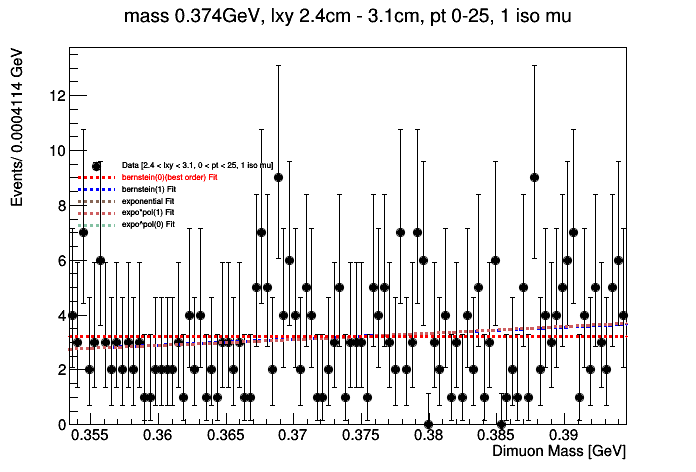 mass 0.374GeV, lxy 2.4cm - 3.1cm, pt 0-25, 1 iso mu
Events/ 0.0004114 GeV
12
10
8
6
4
2
0
Data [2.4 < lxy < 3.1, 0 < pt < 25, 1 iso mu]
bernstein(0)(best order) Fit
bernstein(1) Fit
exponential Fit
expo*pol(1) Fit
expo*pol(0) Fit
0.355 0.36 0.365 0.37 0.375 0.38 0.385 0.39
Dimuon Mass [GeV]